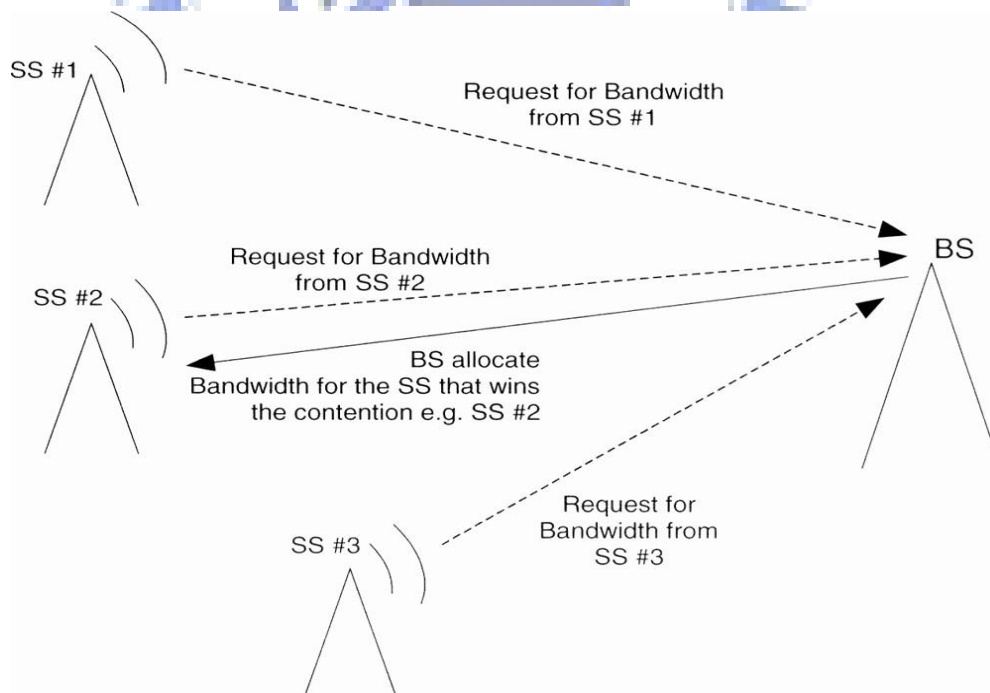 SS #1
Request for Bandwidth
from SS #1
BS
Request for Bandwidth
from SS #2
SS #2
BS allocate
Bandwidth for the SS that wins
the contention e.g. SS #2
Request for
Bandwidth from
SS #3
SS #3